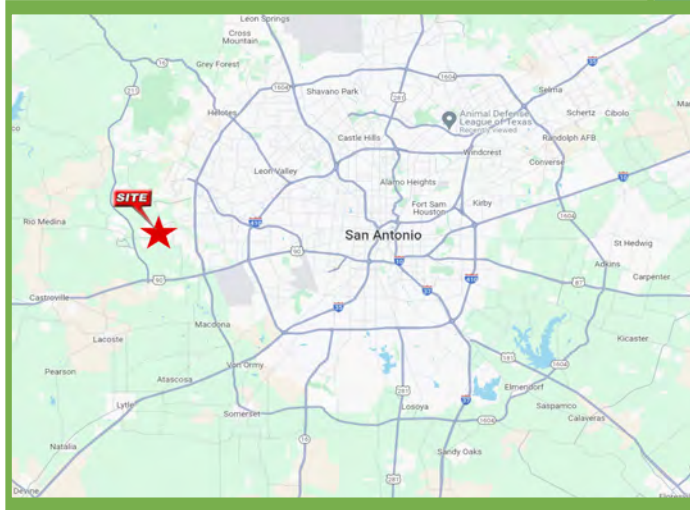 Leon Springs
Cross
Mountain
16
Grey Forest
35
1604
1604
211
Shavano Park
281
Selma
Helotes
Animal Defense
League of Texas
Recently viewed
Schertz
Cibolo
Castle Hills
Randolph AFB
Windcrest
Converse
Leon Valley
Alamo Heights
10
SITE
Fort Sam
Houston
Kirby
Rio Medina
410
1604
San Antonio
St Hedwig
90
10
Adkins
90
410
87
Carpenter
Castroville
37
35
Macdona
Lacoste
Kicaster
Von Ormy
181
1604
Pearson
Atascosa
Elmendorf
Lytle
281
Losoya
37
Saspamco
Somerset
1604
Calaveras
16
Natalia
Sandy Oaks
281
Devine